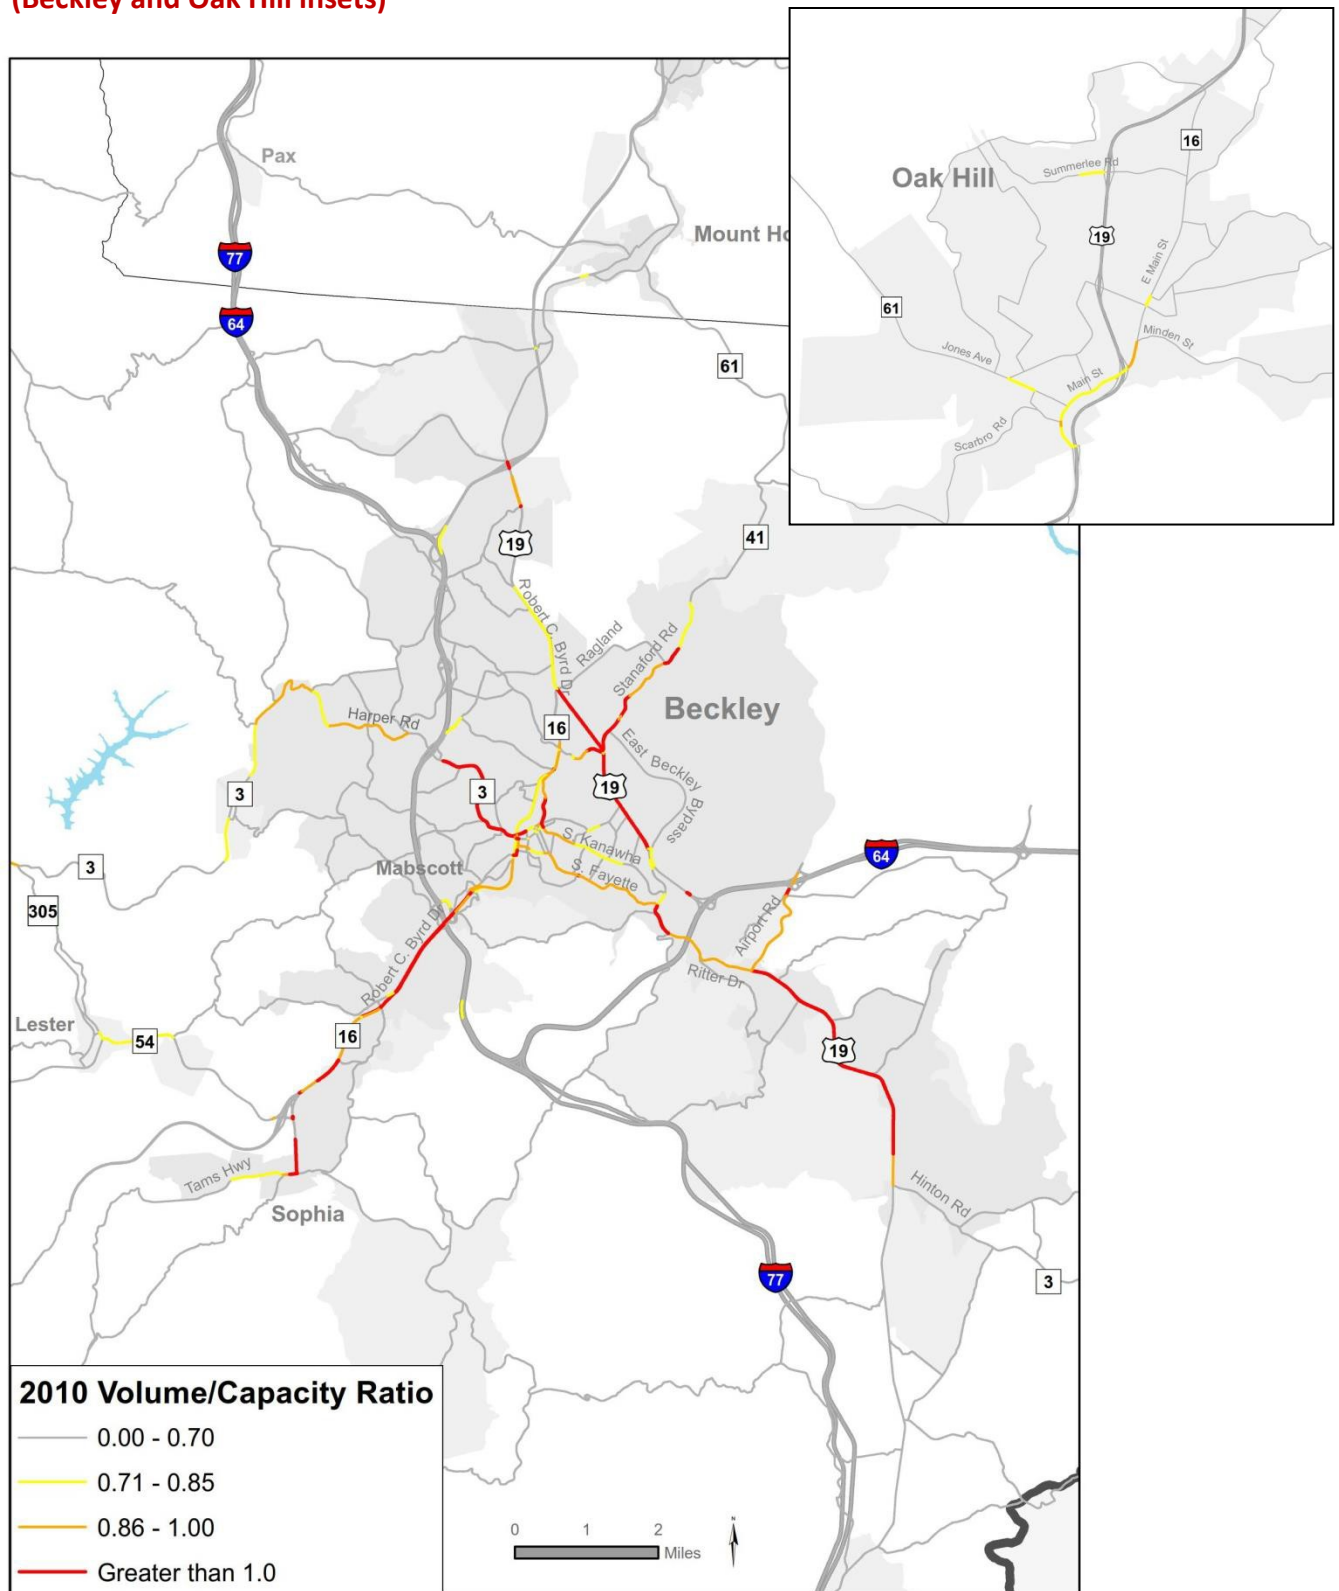 (Beckley and Oak Hill Insets)
Pax
77
64
Mount Ho
61
Oak Hill
Summerlee Rd
16
19
E Main St
61
Minden St
Jones Ave
Main St
Scarbro Rd
41
19
Robert C. Byrd Dr
Ragland
Stanaford Rd
Beckley
Harper Rd
16
East Beckley Bypass
3
3
19
S. Kanawha
64
3
Mabscott
S. Fayette
305
Robert C. Byrd Dr
Airport Rd
Ritter Dr
Lester
54
16
19
Tams Hwy
Hinton Rd
Sophia
77
3
2010 Volume/Capacity Ratio
0.00 - 0.70
0.71 - 0.85
0.86 - 1.00
Greater than 1.0
0 1 2
Miles
N